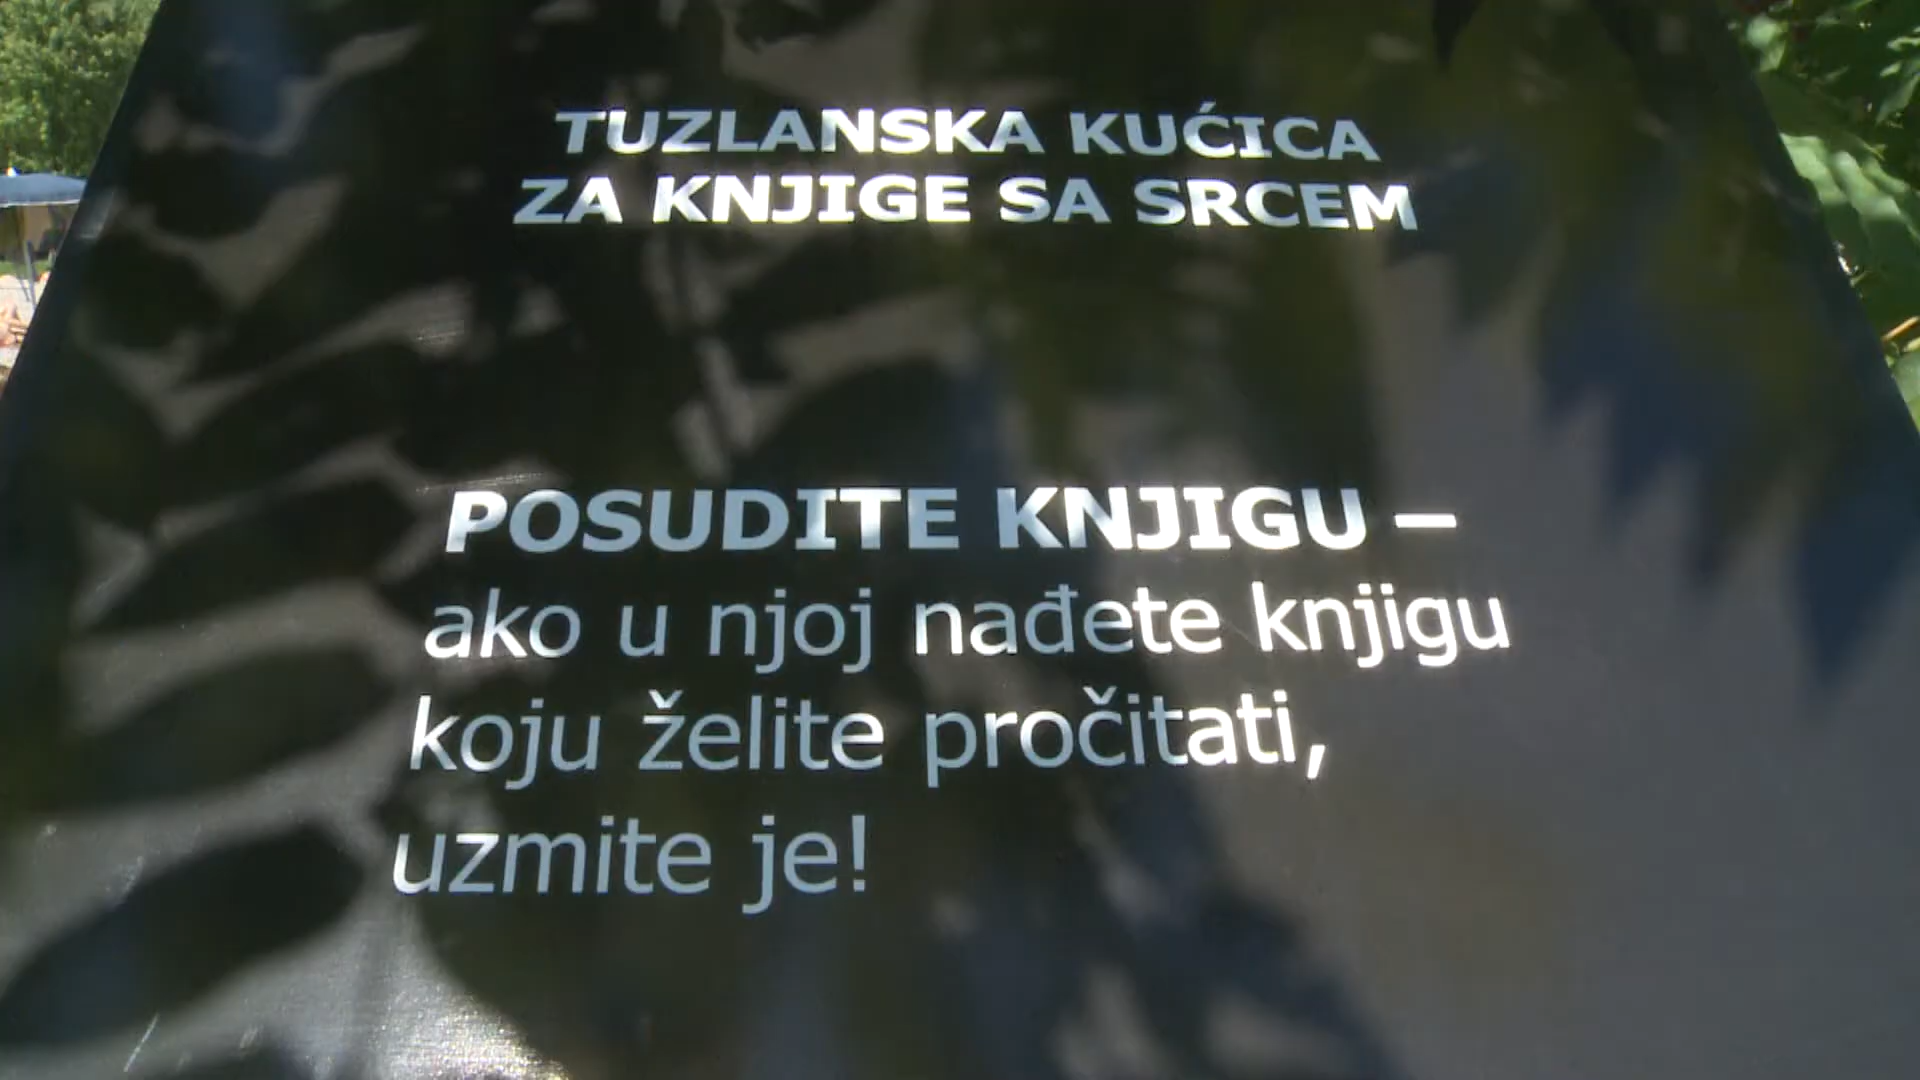 TUZLANSKA KUĆICA
ZA KNJIGE SA SRCEM
POSUDITE KNJIGU –
ako u njoj nađete knjigu
koju želite pročitati,
uzmite je!